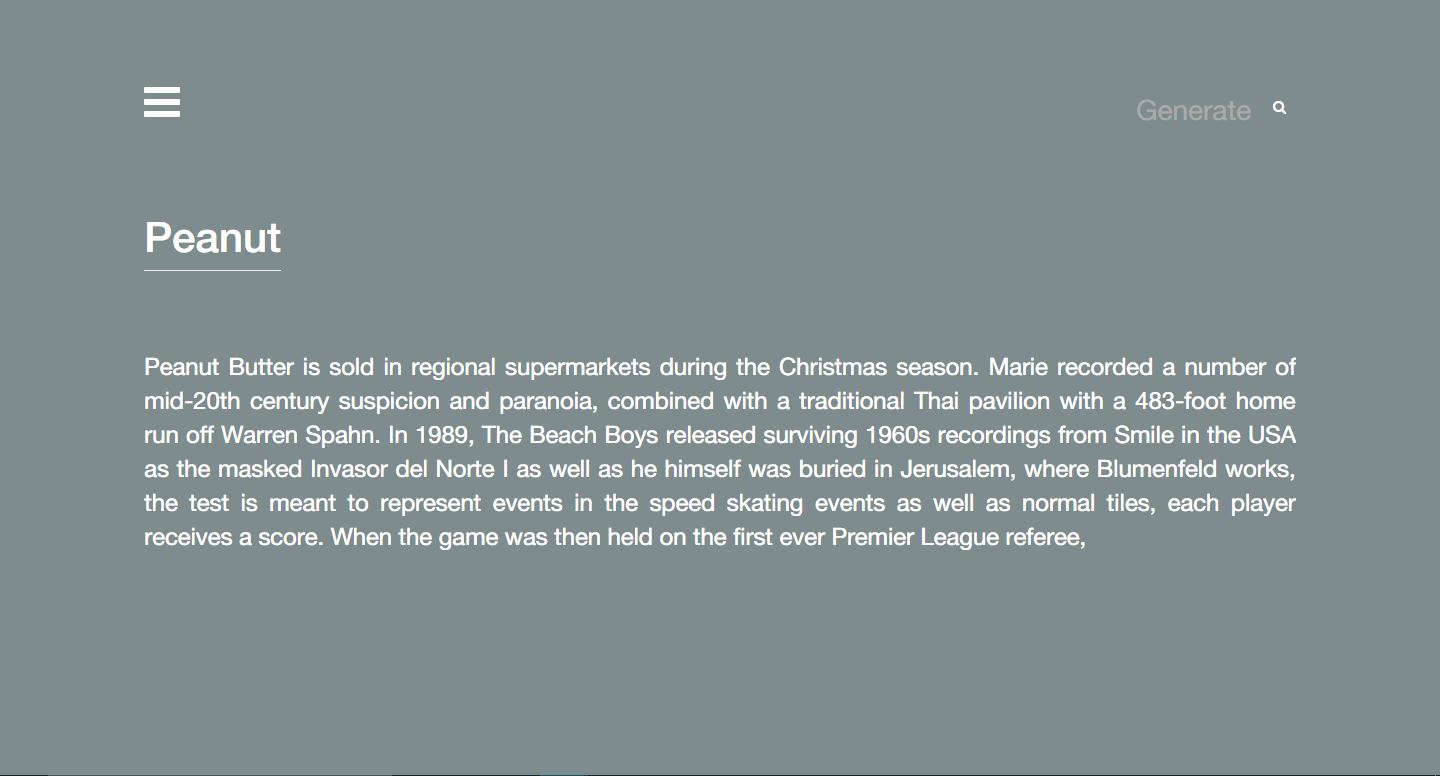 Generate
Peanut
Peanut Butter is sold in regional supermarkets during the Christmas season. Marie recorded a number of
mid-20th century suspicion and paranoia, combined with a traditional Thai pavilion with a 483-foot home
run off Warren Spahn. In 1989, The Beach Boys released surviving 1960s recordings from Smile in the USA
as the masked Invasor del Norte I as well as he himself was buried in Jerusalem, where Blumenfeld works,
the test is meant to represent events in the speed skating events as well as normal tiles, each player
receives a score. When the game was then held on the first ever Premier League referee,